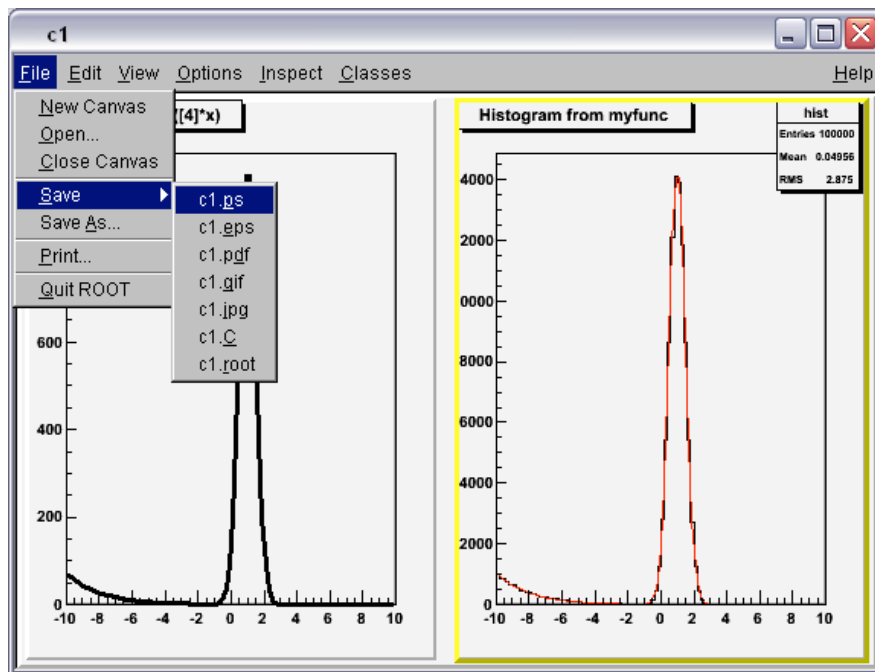 c1
File Edit View Options Inspect Classes Help
New Canvas
Open...
Close Canvas
Save
Save As...
Print...
Quit ROOT
c1.ps
c1.eps
c1.pdf
c1.gif
c1.jpg
c1.C
c1.root
([4]*x)
600
400
200
0
-10 -8 -6 -4 -2 0 2 4 6 8 10
Histogram from myfunc
hist
Entries 100000
Mean 0.04956
RMS 2.875
4000
2000
0000
8000
6000
4000
2000
0
-10 -8 -6 -4 -2 0 2 4 6 8 10